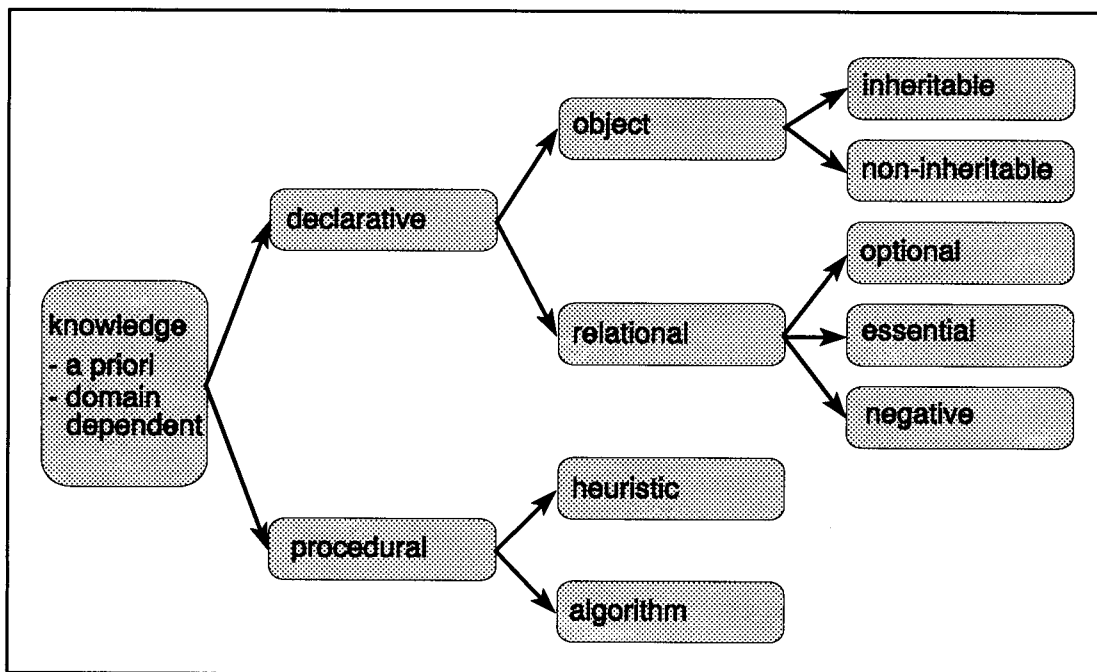 knowledge
- a priori
- domain
dependent
declarative
procedural
object
relational
heuristic
algorithm
inheritable
non-inheritable
optional
essential
negative